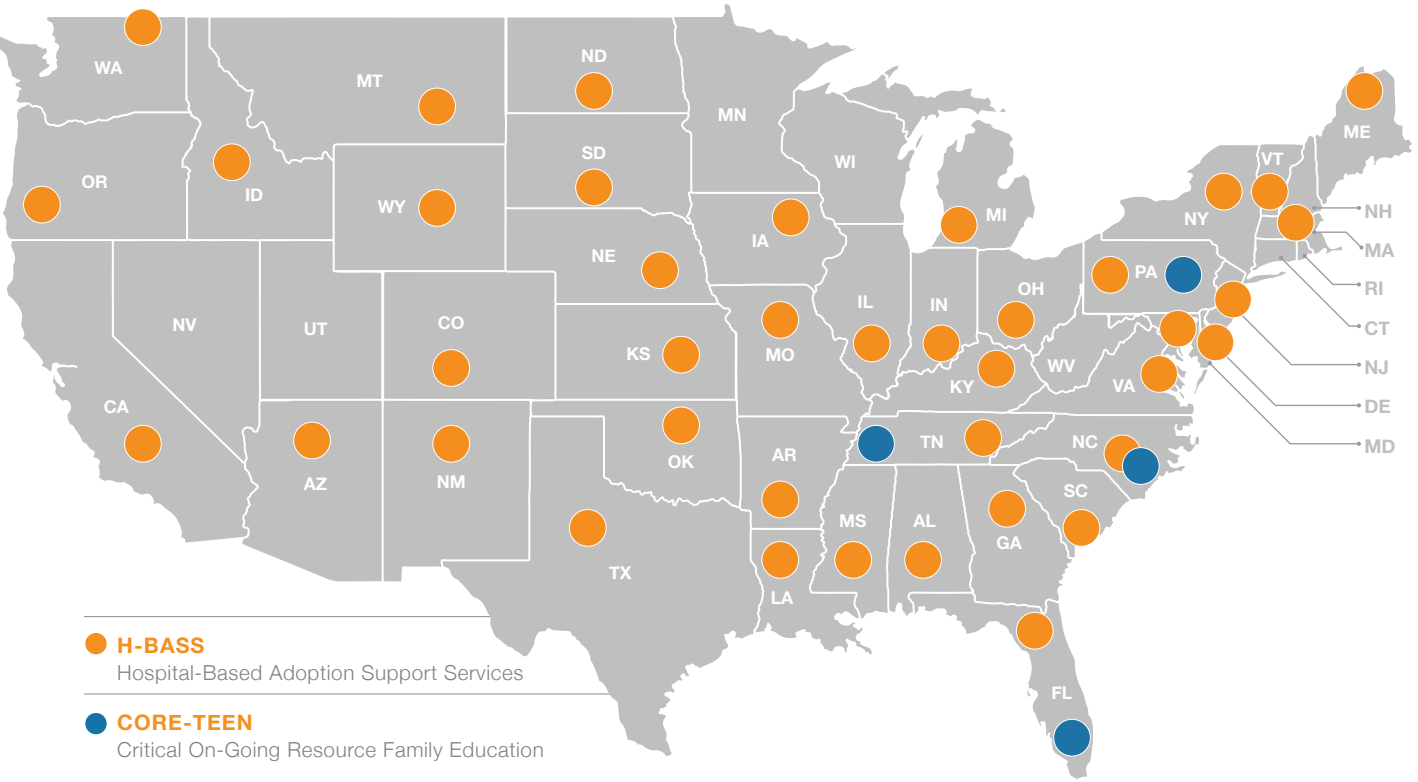 WA
MT
ND
MN
ME
OR
ID
SD
WI
VT
WY
MI
NY
NH
NE
IA
MA
PA
RI
NV
UT
CO
IL
IN
OH
CT
KS
MO
KY
WV
VA
NJ
CA
DE
AZ
NM
OK
AR
TN
NC
MD
TX
LA
MS
AL
GA
SC
FL
H-BASS
Hospital-Based Adoption Support Services
CORE-TEEN
Critical On-Going Resource Family Education